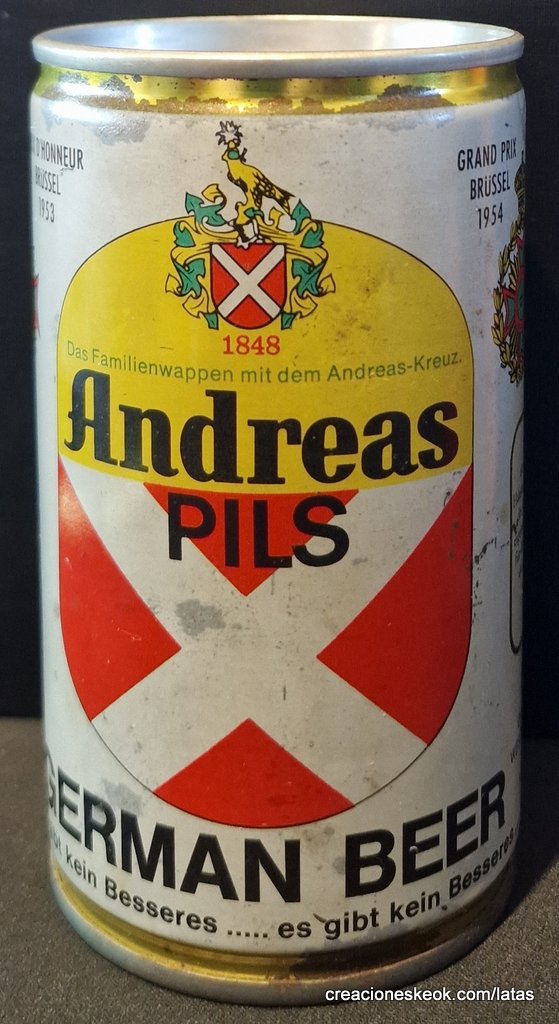 D'HONNEUR
BRÜSSEL
1953
GRAND PRIX
BRÜSSEL
1954
1848
Das Familienwappen mit dem Andreas-Kreuz.
Andreas
PILS
GERMAN BEER
kein Besseres ..... es gibt kein Besseres
creacioneskeok.com/latas